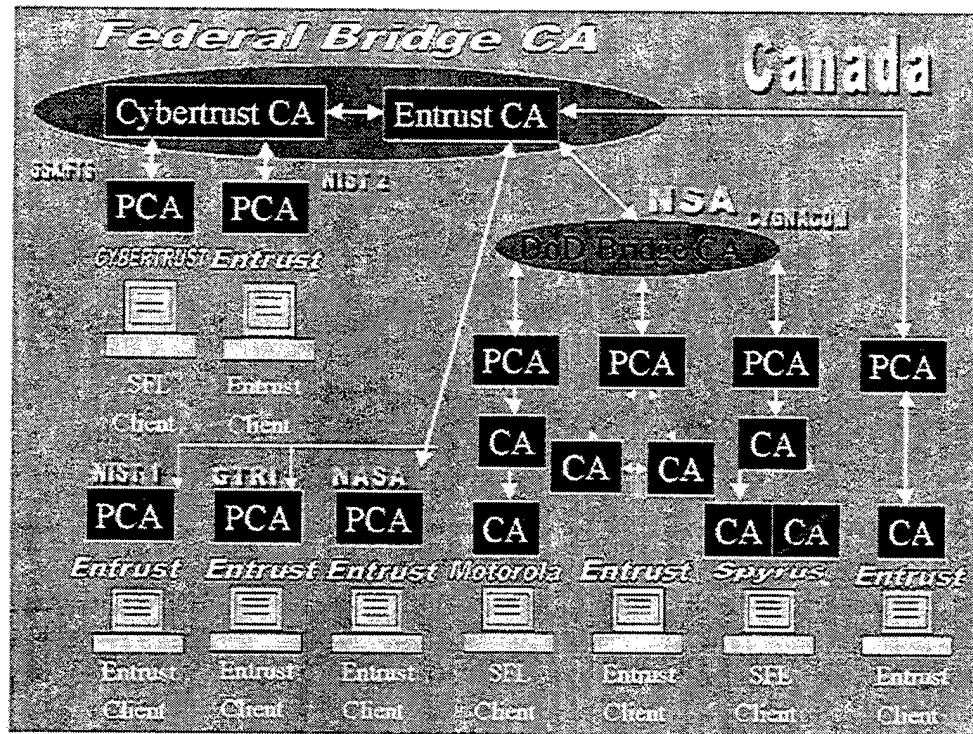 Federal Bridge CA
Canada
Cybertrust CA
Entrust CA
PCA
PCA
NIST 2
NSA
CYGNACOM
DoD Bridge CA
CYBERTRUST
Entrust
SFL
Client
Entrust
Client
PCA
PCA
PCA
PCA
CA
CA
CA
CA
NIST 1
GTRI
NASA
PCA
PCA
PCA
CA
CA
CA
CA
Entrust
Entrust
Entrust
Motorola
Entrust
Spyrus
Entrust
Entrust
Client
Entrust
Client
Entrust
Client
SFL
Client
Entrust
Client
SFL
Client
Entrust
Client